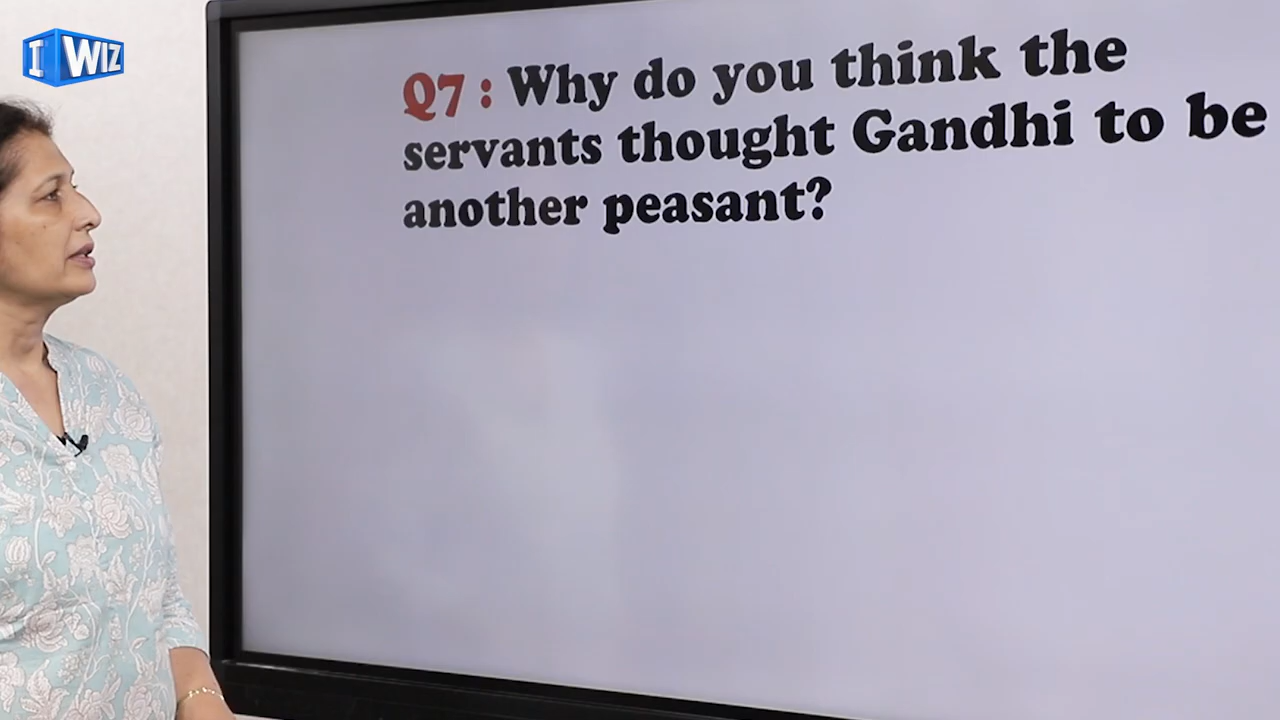 I WIZ
Q7 : Why do you think the
servants thought Gandhi to be
another peasant?